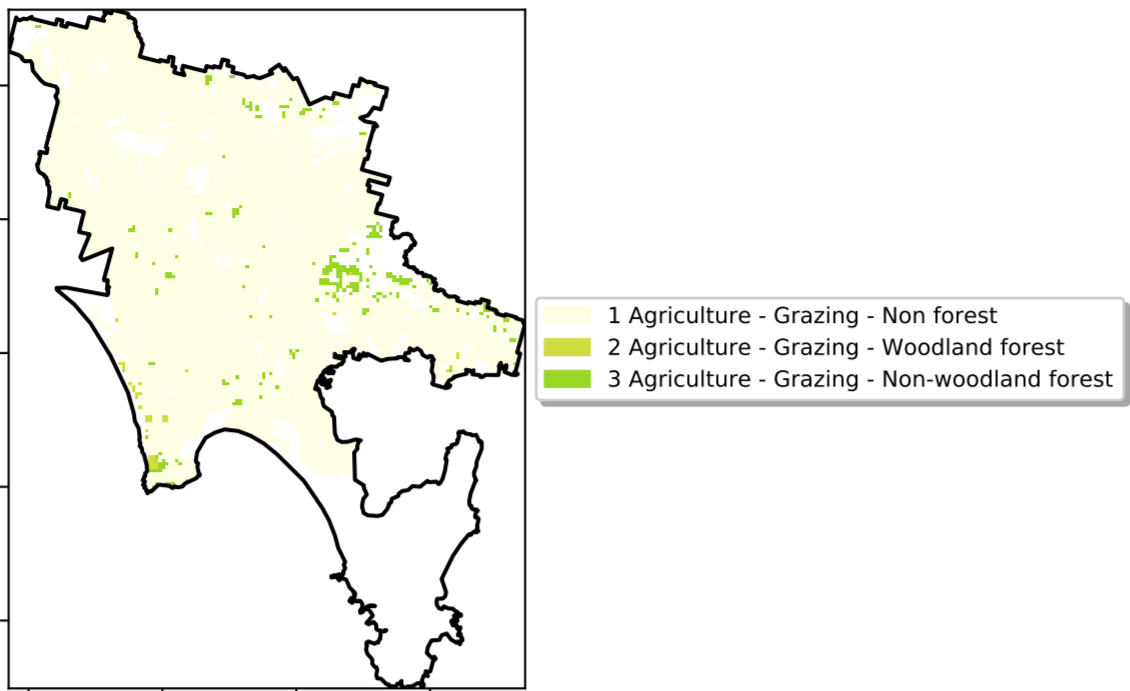 1 Agriculture - Grazing - Non forest
2 Agriculture - Grazing - Woodland forest
3 Agriculture - Grazing - Non-woodland forest